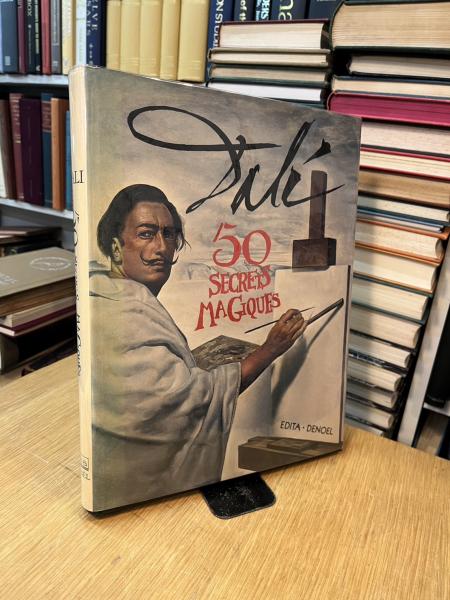 Dalí
50
SECRETS
MAGIQUES
EDITA · DENOEL